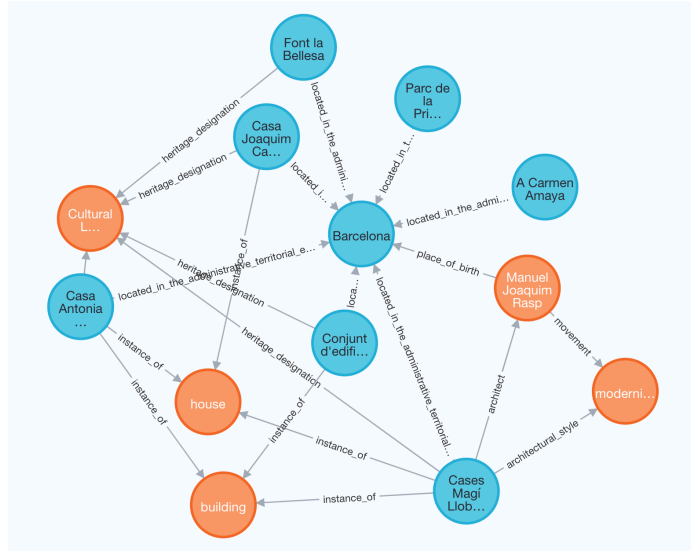 Font la
Bellesa
Parc de
la
Pri…
Casa
Joaquim
Ca…
A Carmen
Amaya
Cultural
L…
Barcelona
Manuel
Joaquim
Rasp
Casa
Antonia
…
Conjunt
d'edifi…
house
moderni…
building
Cases
Magí
Llob…
heritage_designation
located_in_the_admini…
located_in_t…
heritage_designation
located_i…
located_in_the_admi…
instance_of
place_of_birth
heritage_designation
loca…
movement
instance_of
heritage_designation
located_in_the_administrative_territorial…
instance_of
instance_of
architect
instance_of
architectural_style
instance_of